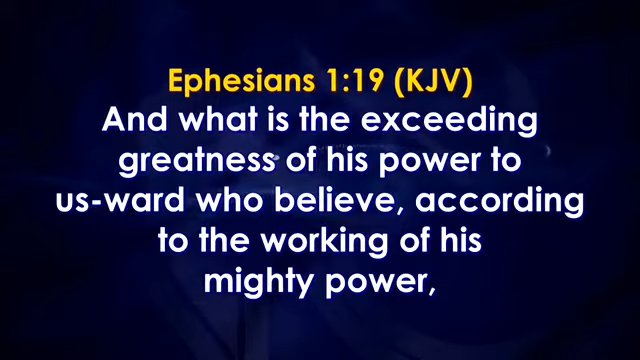 Ephesians 1:19 (KJV)
And what is the exceeding
greatness of his power to
us-ward who believe, according
to the working of his
mighty power,